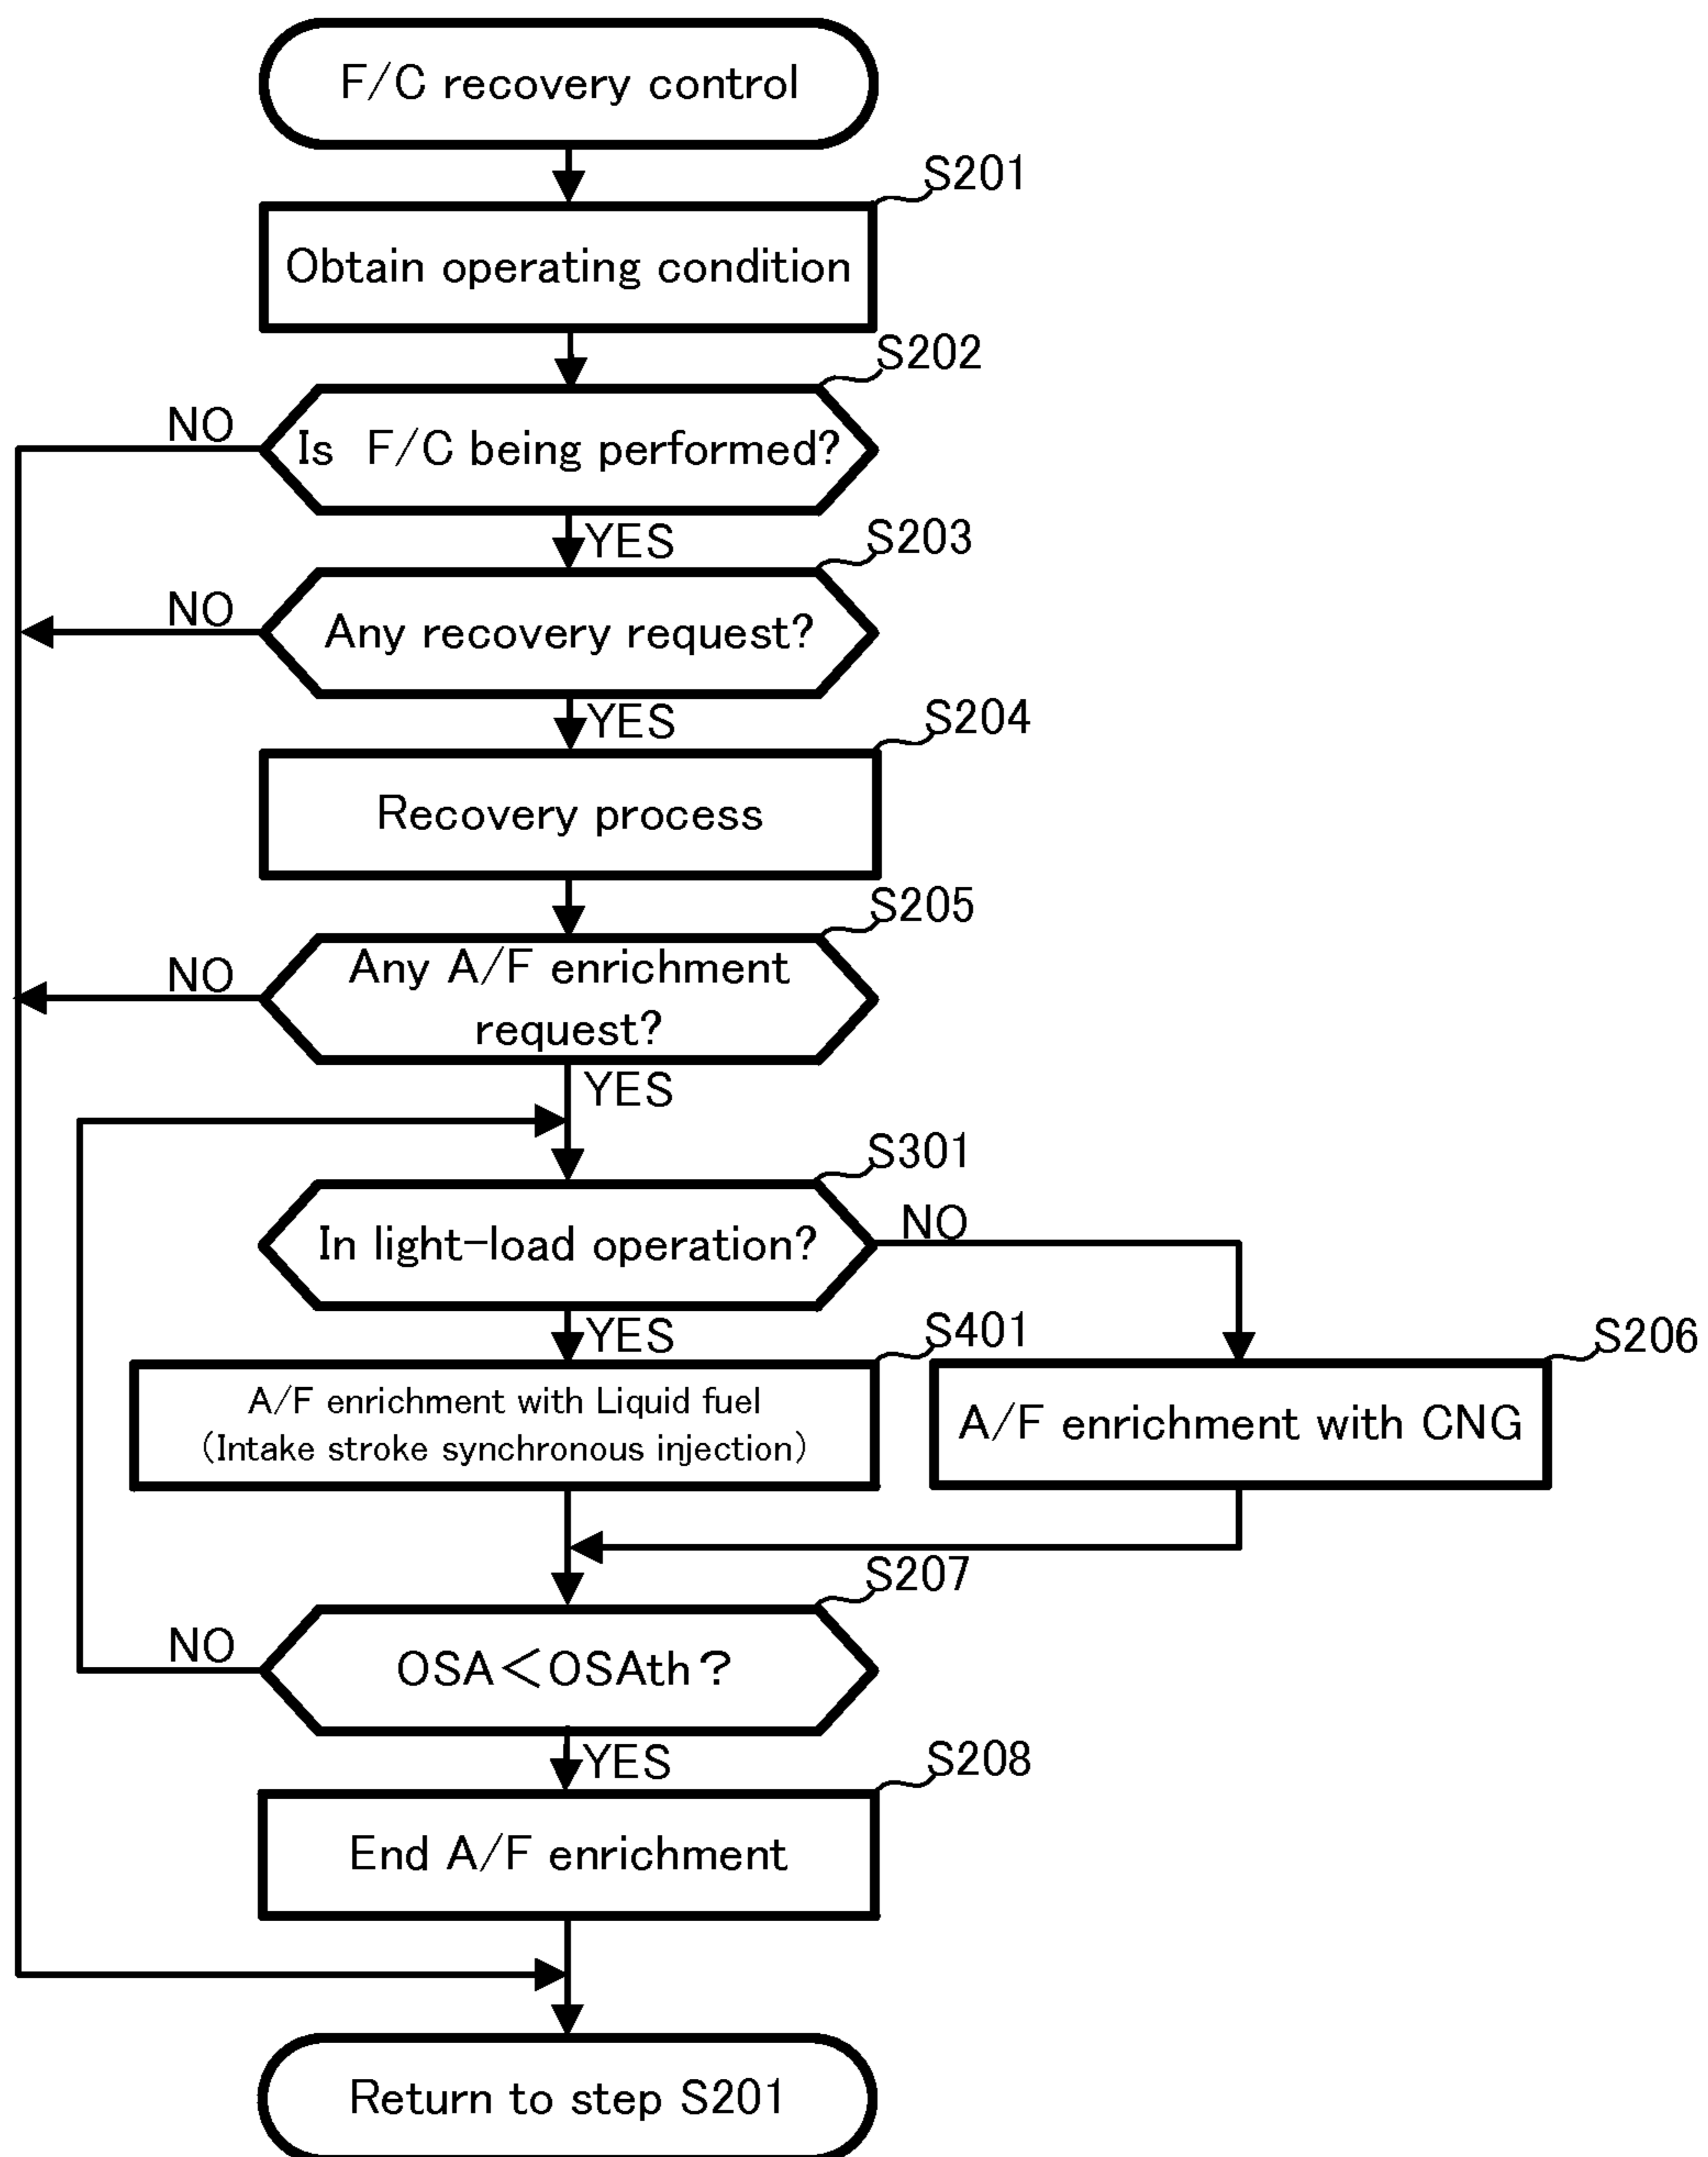 F/C recovery control
S201
Obtain operating condition
S202
NO
Is F/C being performed?
YES
S203
NO
Any recovery request?
YES
S204
Recovery process
S205
NO
Any A/F enrichment
request?
YES
S301
In light-load operation?
NO
YES
S401
S206
A/F enrichment with Liquid fuel
(Intake stroke synchronous injection)
A/F enrichment with CNG
S207
NO
OSA<OSAth?
YES
S208
End A/F enrichment
Return to step S201